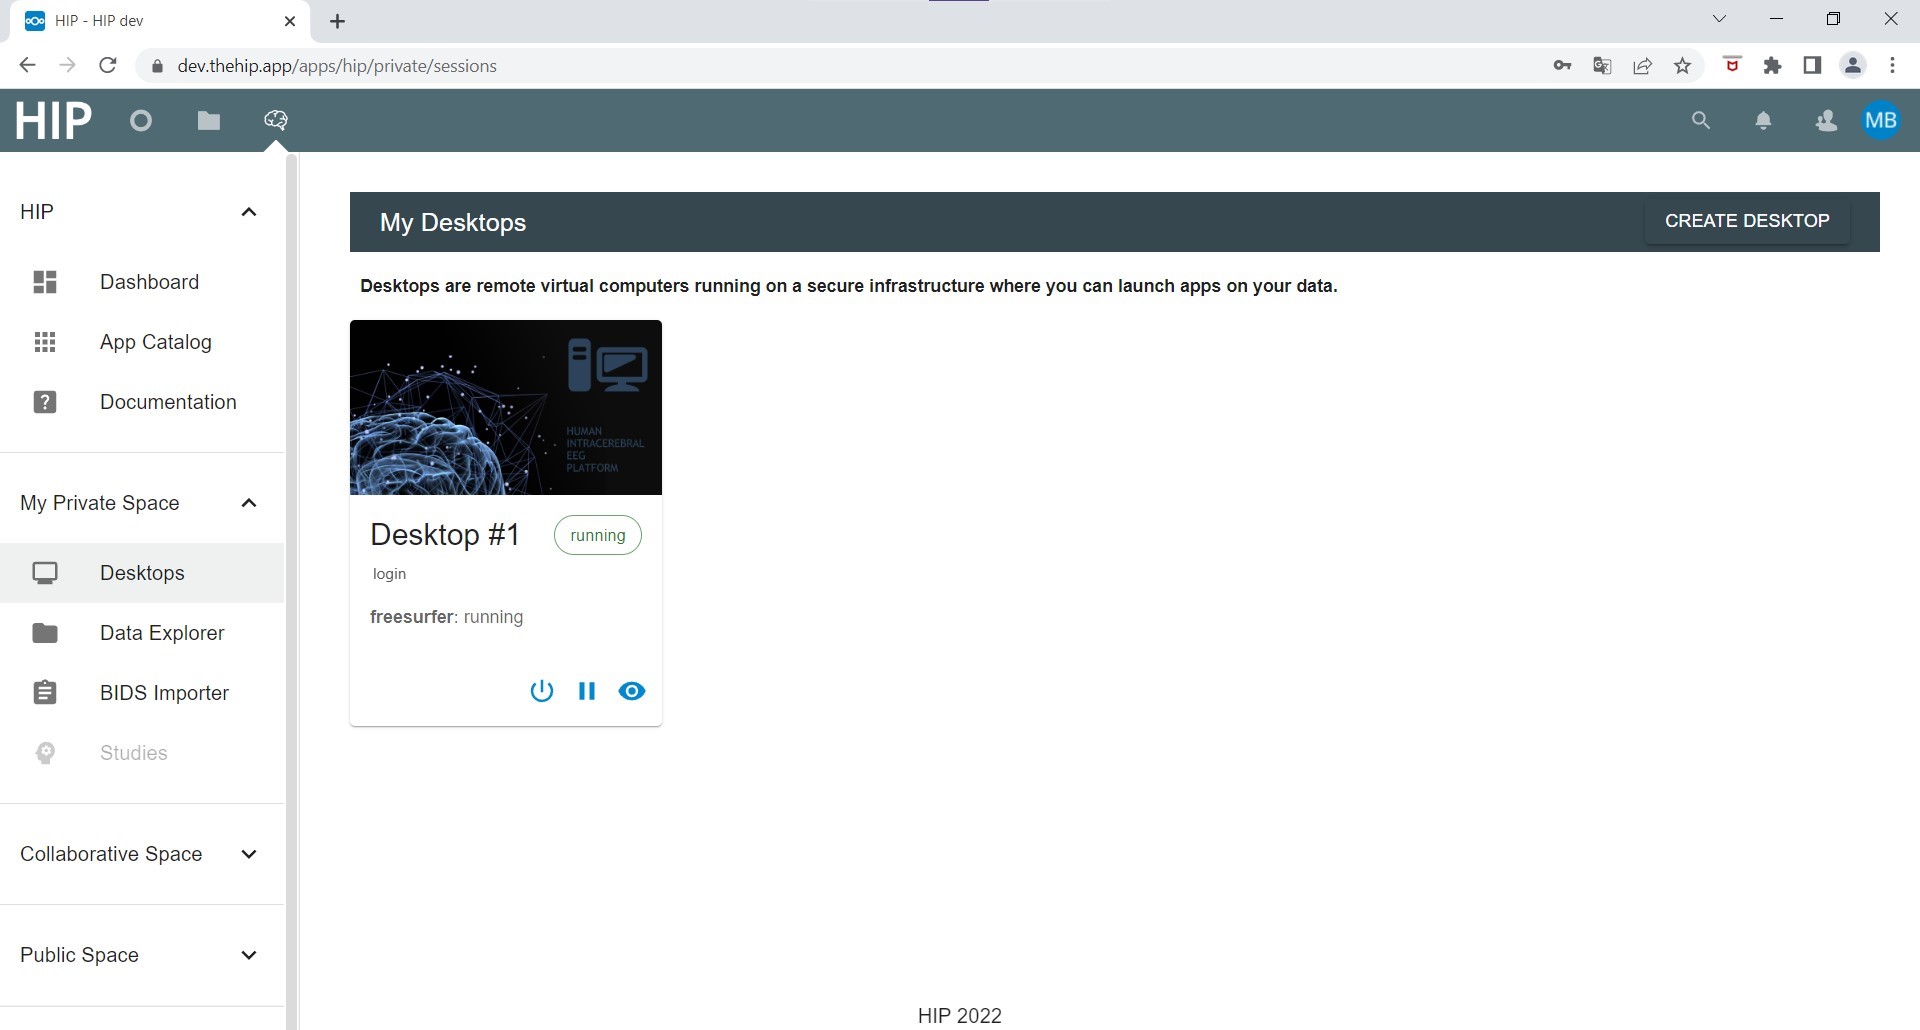 HIP - HIP dev
dev.thehip.app/apps/hip/private/sessions
HIP
MB
HIP
Dashboard
App Catalog
Documentation
My Private Space
Desktops
Data Explorer
BIDS Importer
Studies
Collaborative Space
Public Space
My Desktops
CREATE DESKTOP
Desktops are remote virtual computers running on a secure infrastructure where you can launch apps on your data.
HUMAN
INTRACEREBRAL
EEG
PLATFORM
Desktop #1
running
login
freesurfer: running
HIP 2022